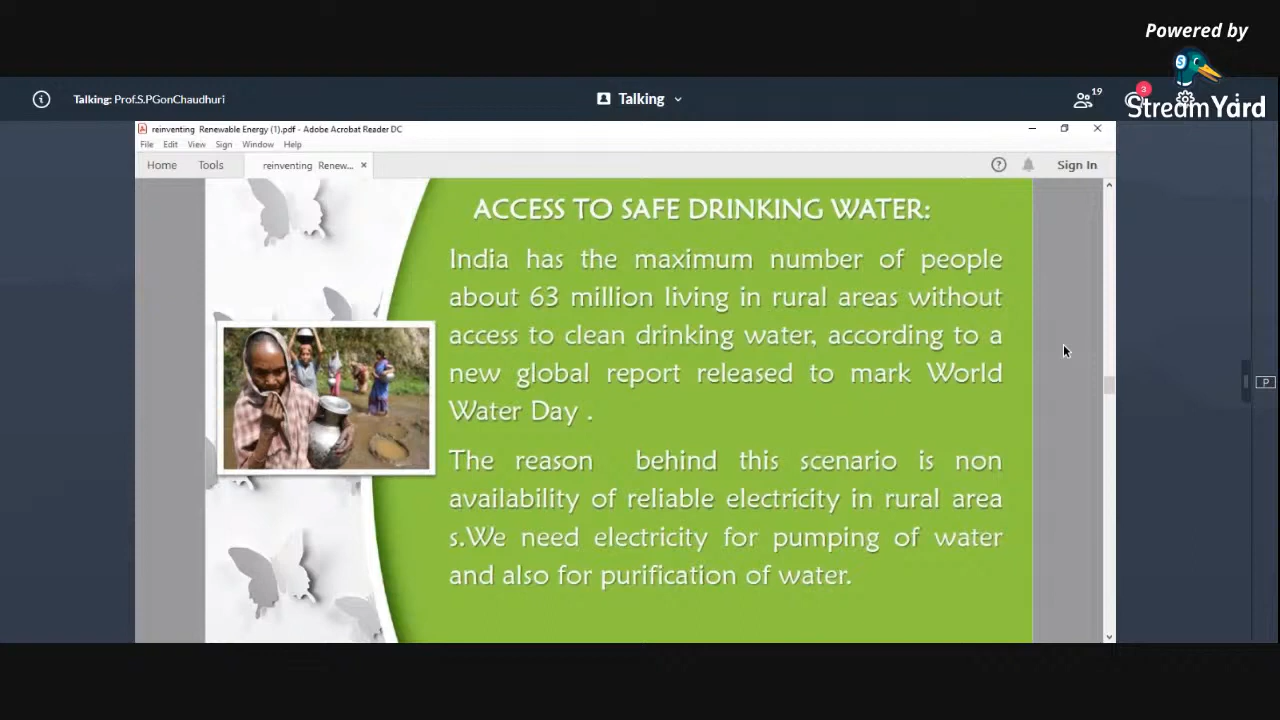 Powered by
StreamYard
Talking: Prof.S.PGonChaudhuri
Talking
19
3
reinventing Renewable Energy (1).pdf - Adobe Acrobat Reader DC
File Edit View Sign Window Help
Home Tools reinventing Renew... Sign In
ACCESS TO SAFE DRINKING WATER:
India has the maximum number of people
about 63 million living in rural areas without
access to clean drinking water, according to a
new global report released to mark World
Water Day .
P
The reason behind this scenario is non
availability of reliable electricity in rural area
s.We need electricity for pumping of water
and also for purification of water.